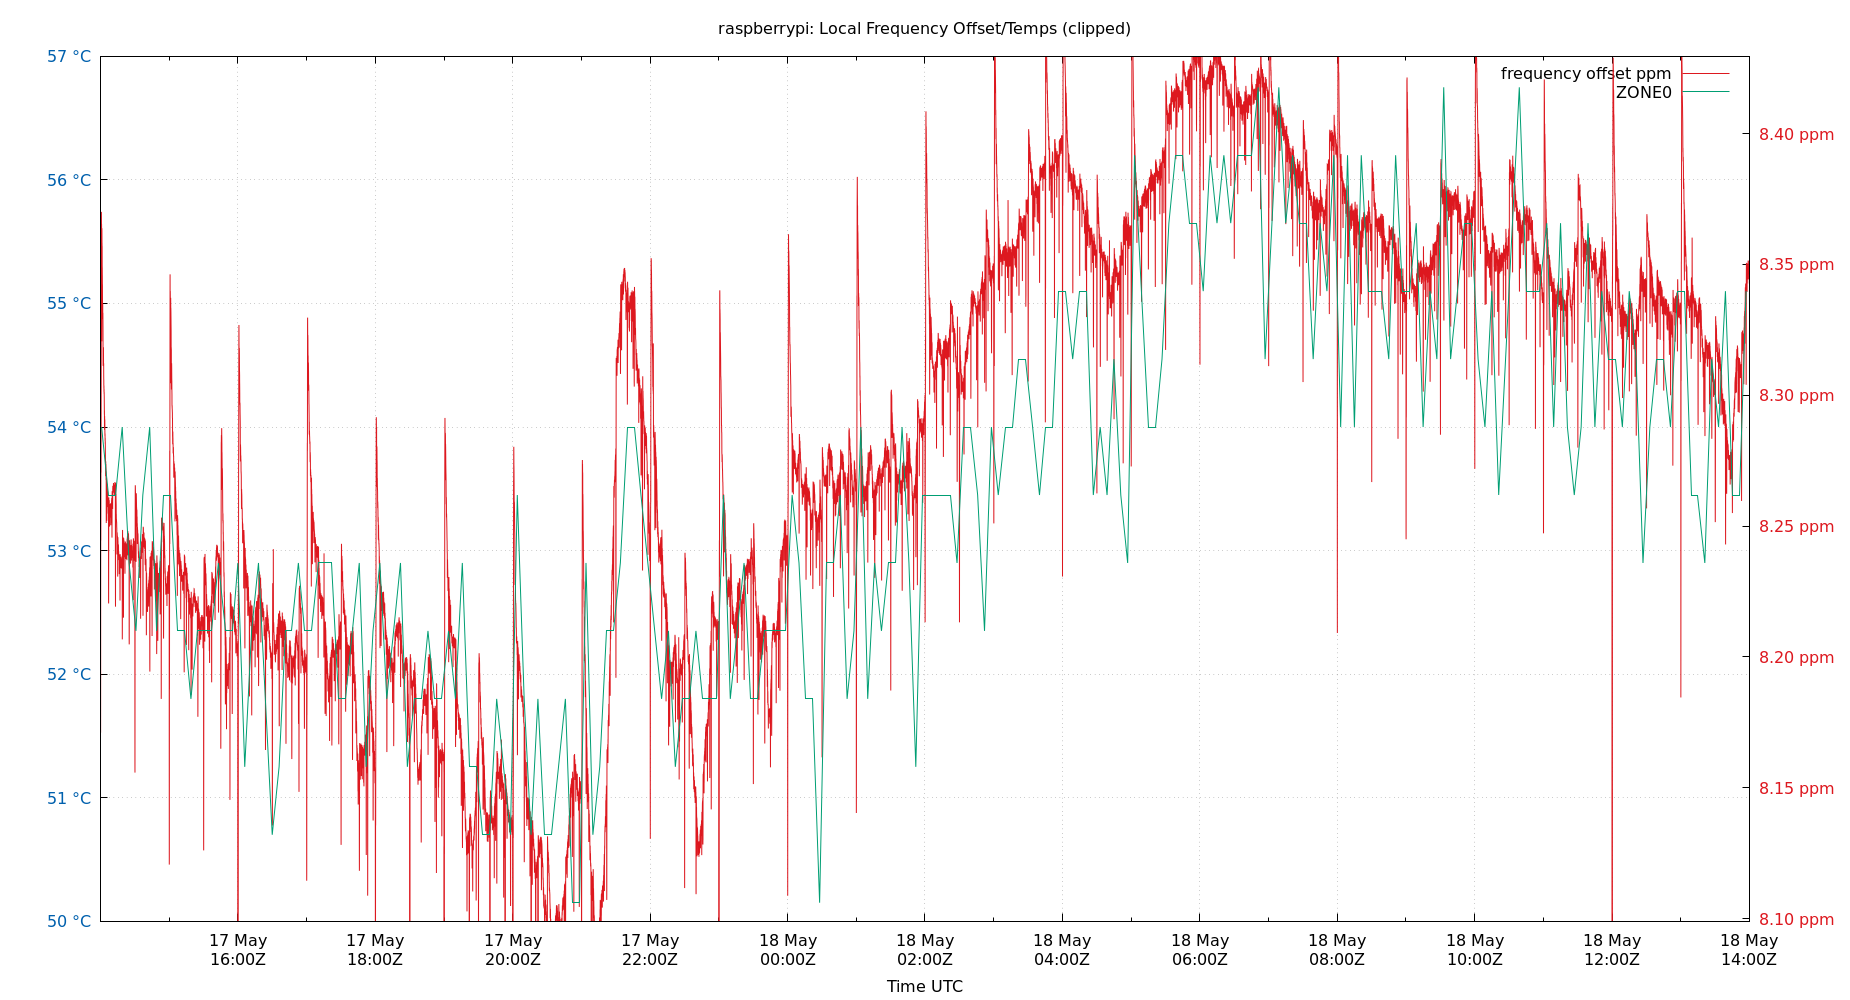 raspberrypi: Local Frequency Offset/Temps (clipped)
57 °C
56 °C
55 °C
54 °C
53 °C
52 °C
51 °C
50 °C
frequency offset ppm
ZONE0
8.40 ppm
8.35 ppm
8.30 ppm
8.25 ppm
8.20 ppm
8.15 ppm
8.10 ppm
17 May 17 May 17 May 17 May 18 May 18 May 18 May 18 May 18 May 18 May 18 May 18 May
16:00Z 18:00Z 20:00Z 22:00Z 00:00Z 02:00Z 04:00Z 06:00Z 08:00Z 10:00Z 12:00Z 14:00Z
Time UTC